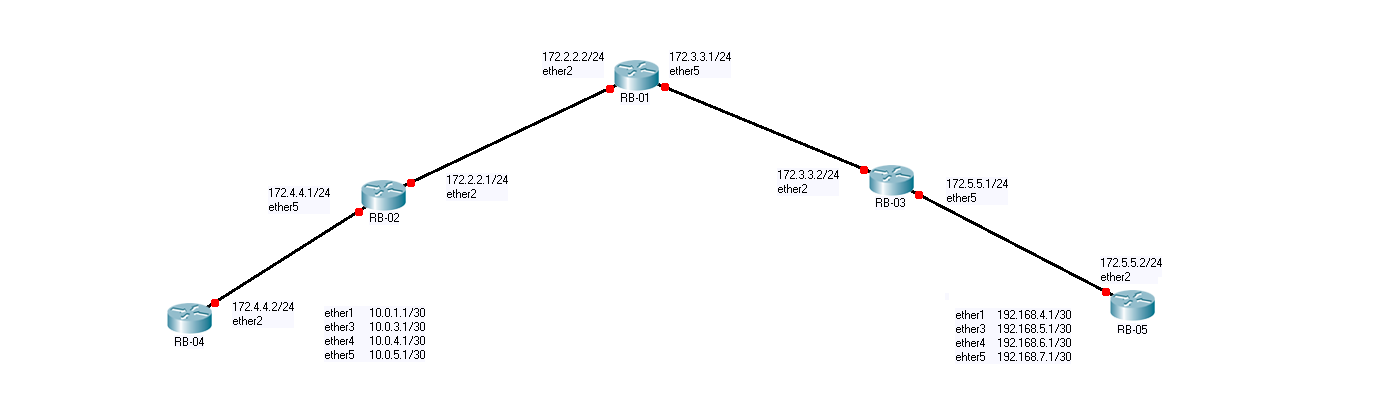 172.2.2.2/24
ether2
172.3.3.1/24
ether5
RB-01
172.4.4.1/24
ether5
RB-02
172.2.2.1/24
ether2
172.3.3.2/24
ether2
RB-03
172.5.5.1/24
ether5
172.5.5.2/24
ether2
RB-05
172.4.4.2/24
ether2
RB-04
ether1 10.0.1.1/30
ether3 10.0.3.1/30
ether4 10.0.4.1/30
ether5 10.0.5.1/30
ether1 192.168.4.1/30
ether3 192.168.5.1/30
ether4 192.168.6.1/30
ehter5 192.168.7.1/30